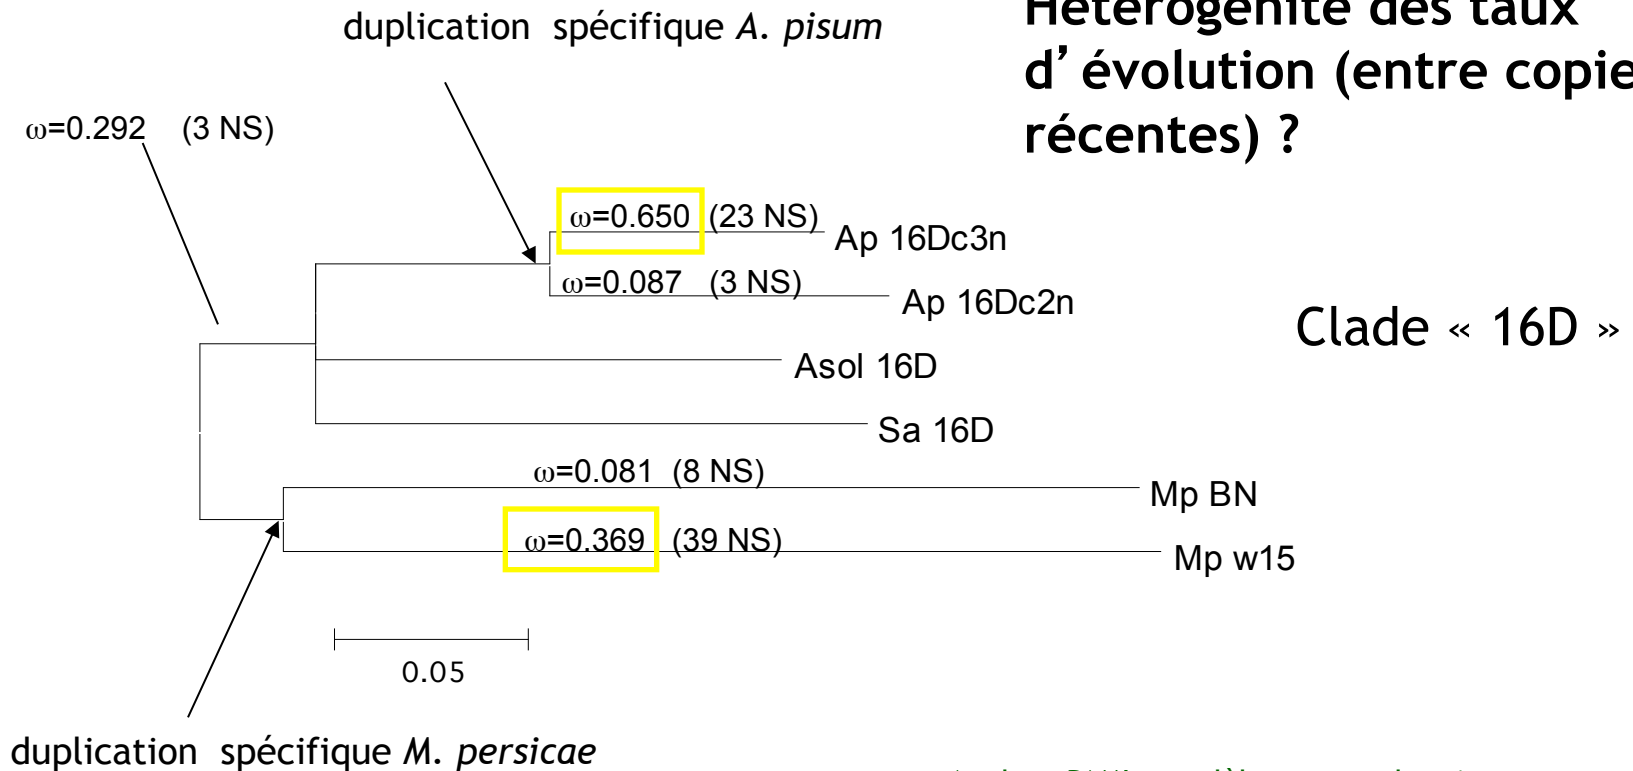 duplication spécifique A. pisum
Hétérogénité des taux
d’évolution (entre copie
récentes) ?
ω=0.292 (3 NS)
ω=0.650 (23 NS)
Ap 16Dc3n
ω=0.087 (3 NS)
Ap 16Dc2n
Clade « 16D »
Asol 16D
Sa 16D
ω=0.081 (8 NS)
Mp BN
ω=0.369 (39 NS)
Mp w15
0.05
duplication spécifique M. persicae